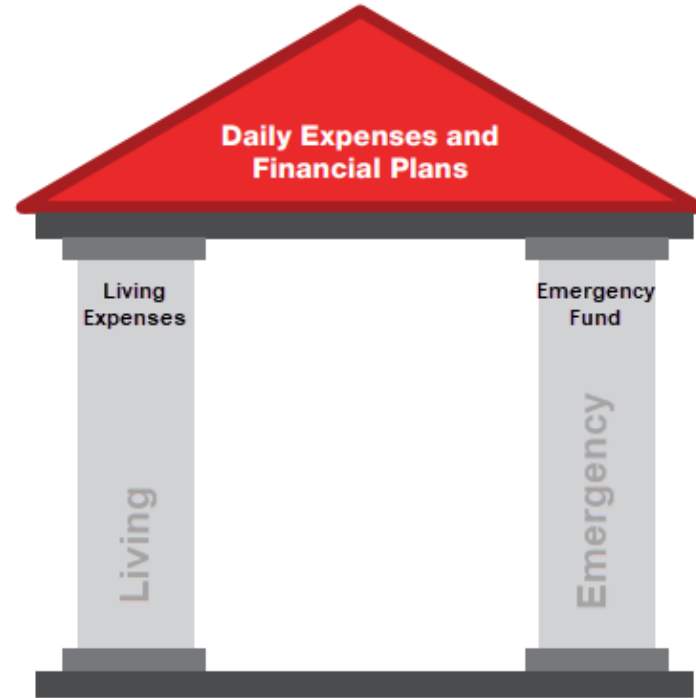 Daily Expenses and
Financial Plans
Living
Expenses
Emergency
Fund
Living
Emergency